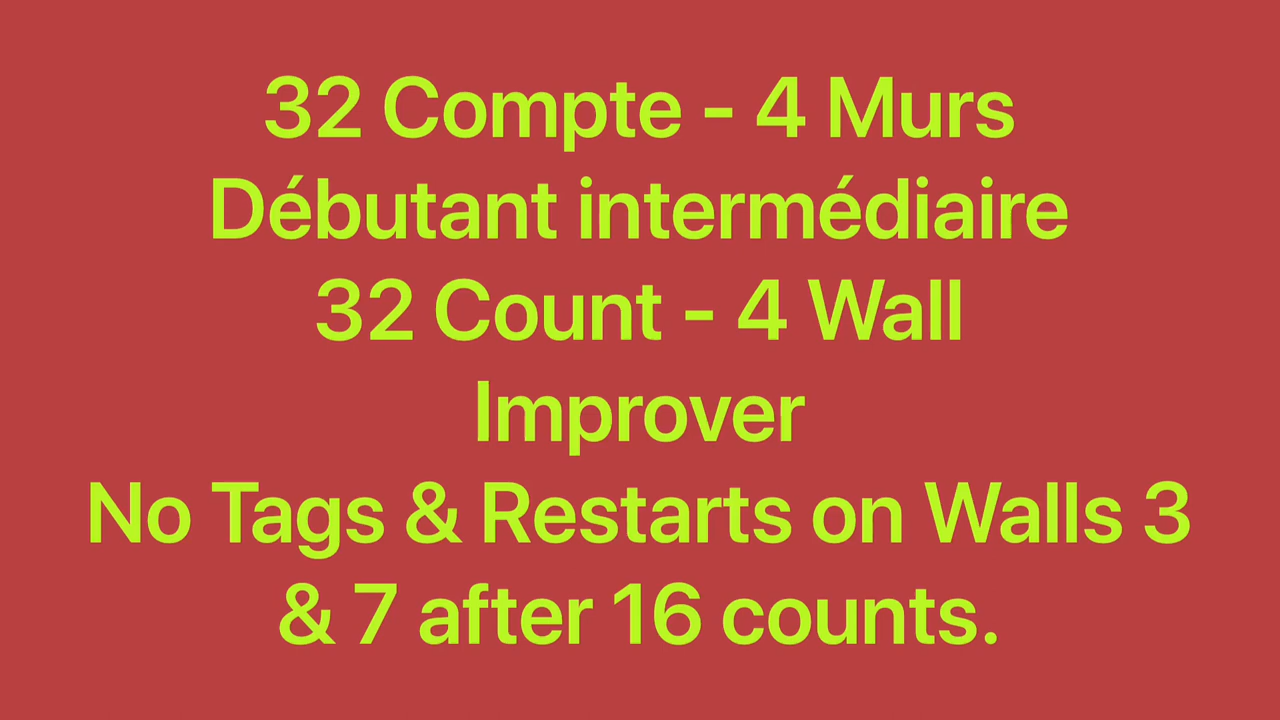 32 Compte - 4 Murs
Débutant intermédiaire
32 Count - 4 Wall
Improver
No Tags & Restarts on Walls 3
& 7 after 16 counts.